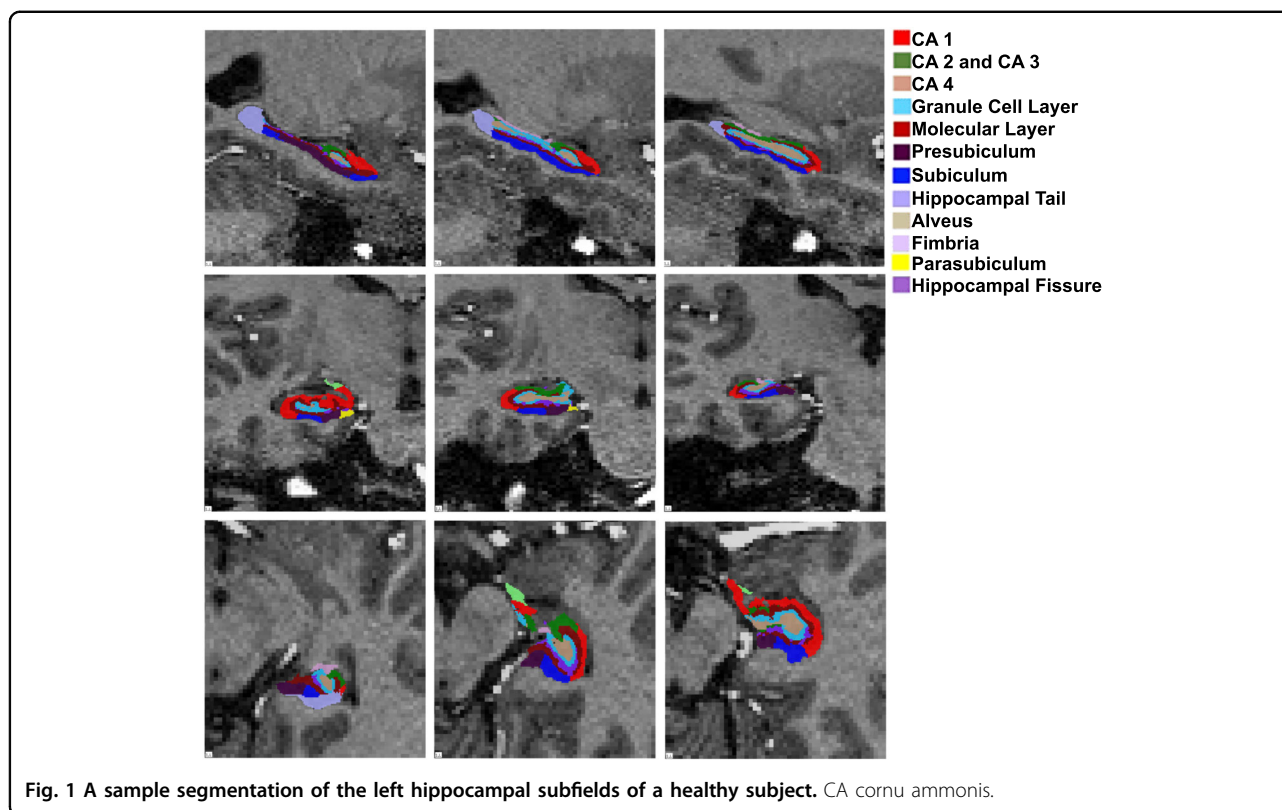 CA 1
CA 2 and CA 3
CA 4
Granule Cell Layer
Molecular Layer
Presubiculum
Subiculum
Hippocampal Tail
Alveus
Fimbria
Parasubiculum
Hippocampal Fissure
Fig. 1 A sample segmentation of the left hippocampal subfields of a healthy subject. CA cornu ammonis.